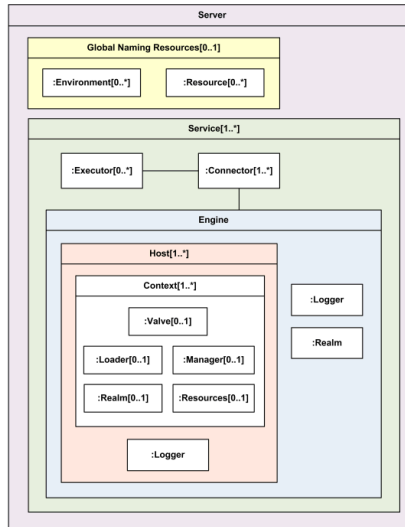 Server
Global Naming Resources[0..1]
:Environment[0..*]
:Resource[0..*]
Service[1..*]
:Executor[0..*]
:Connector[1..*]
Engine
Host[1..*]
Context[1..*]
:Valve[0..1]
:Loader[0..1]
:Manager[0..1]
:Realm[0..1]
:Resources[0..1]
:Logger
:Logger
:Realm